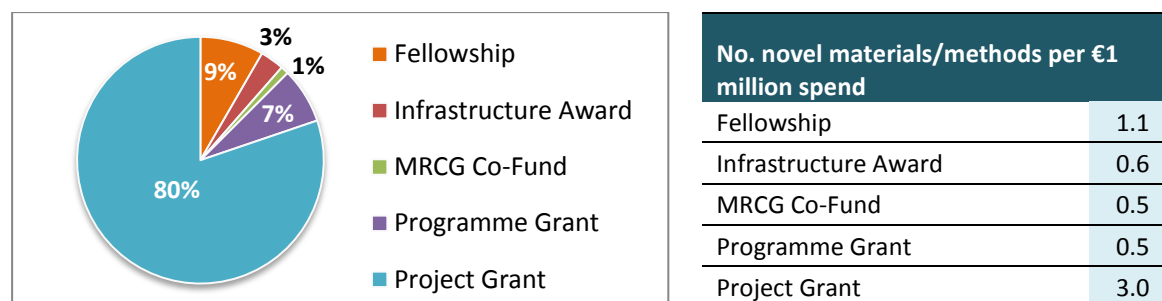 3%
1%
9%
7%
80%
Fellowship
Infrastructure Award
MRCG Co-Fund
Programme Grant
Project Grant
No. novel materials/methods per €1
million spend
Fellowship 1.1
Infrastructure Award 0.6
MRCG Co-Fund 0.5
Programme Grant 0.5
Project Grant 3.0